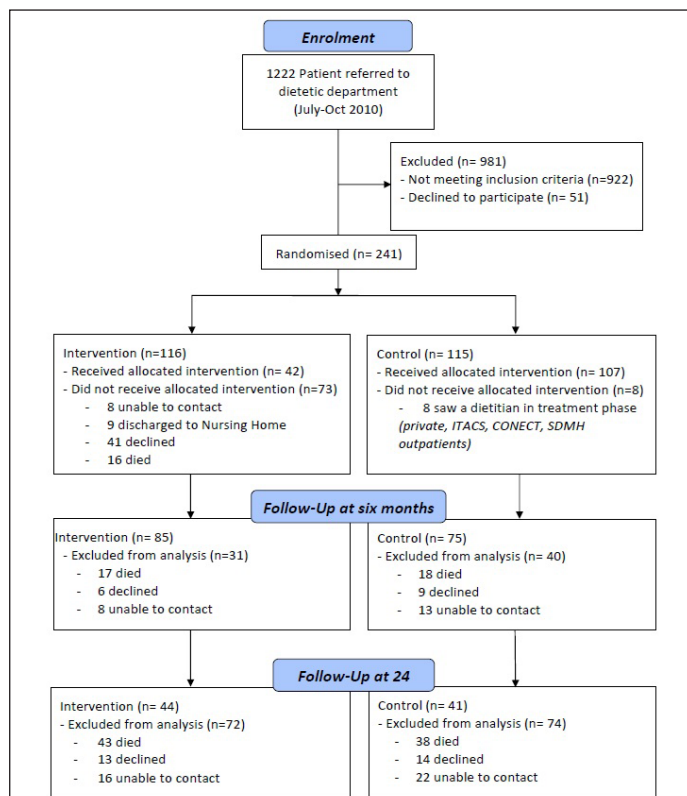 Enrolment
1222 Patient referred to
dietetic department
(July-Oct 2010)
Excluded (n= 981)
- Not meeting inclusion criteria (n=922)
- Declined to participate (n= 51)
Randomised (n= 241)
Intervention (n=116)
- Received allocated intervention (n= 42)
- Did not receive allocated intervention (n=73)
- 8 unable to contact
- 9 discharged to Nursing Home
- 41 declined
- 16 died
Control (n= 115)
- Received allocated intervention (n= 107)
- Did not receive allocated intervention (n=8)
- 8 saw a dietitian in treatment phase
(private, ITACS, CONECT, SDMH
outpatients)
Follow-Up at six months
Intervention (n= 85)
- Excluded from analysis (n=31)
- 17 died
- 6 declined
- 8 unable to contact
Control (n= 75)
- Excluded from analysis (n= 40)
- 18 died
- 9 declined
- 13 unable to contact
Follow-Up at 24
Intervention (n= 44)
- Excluded from analysis (n=72)
- 43 died
- 13 declined
- 16 unable to contact
Control (n= 41)
- Excluded from analysis (n= 74)
- 38 died
- 14 declined
- 22 unable to contact